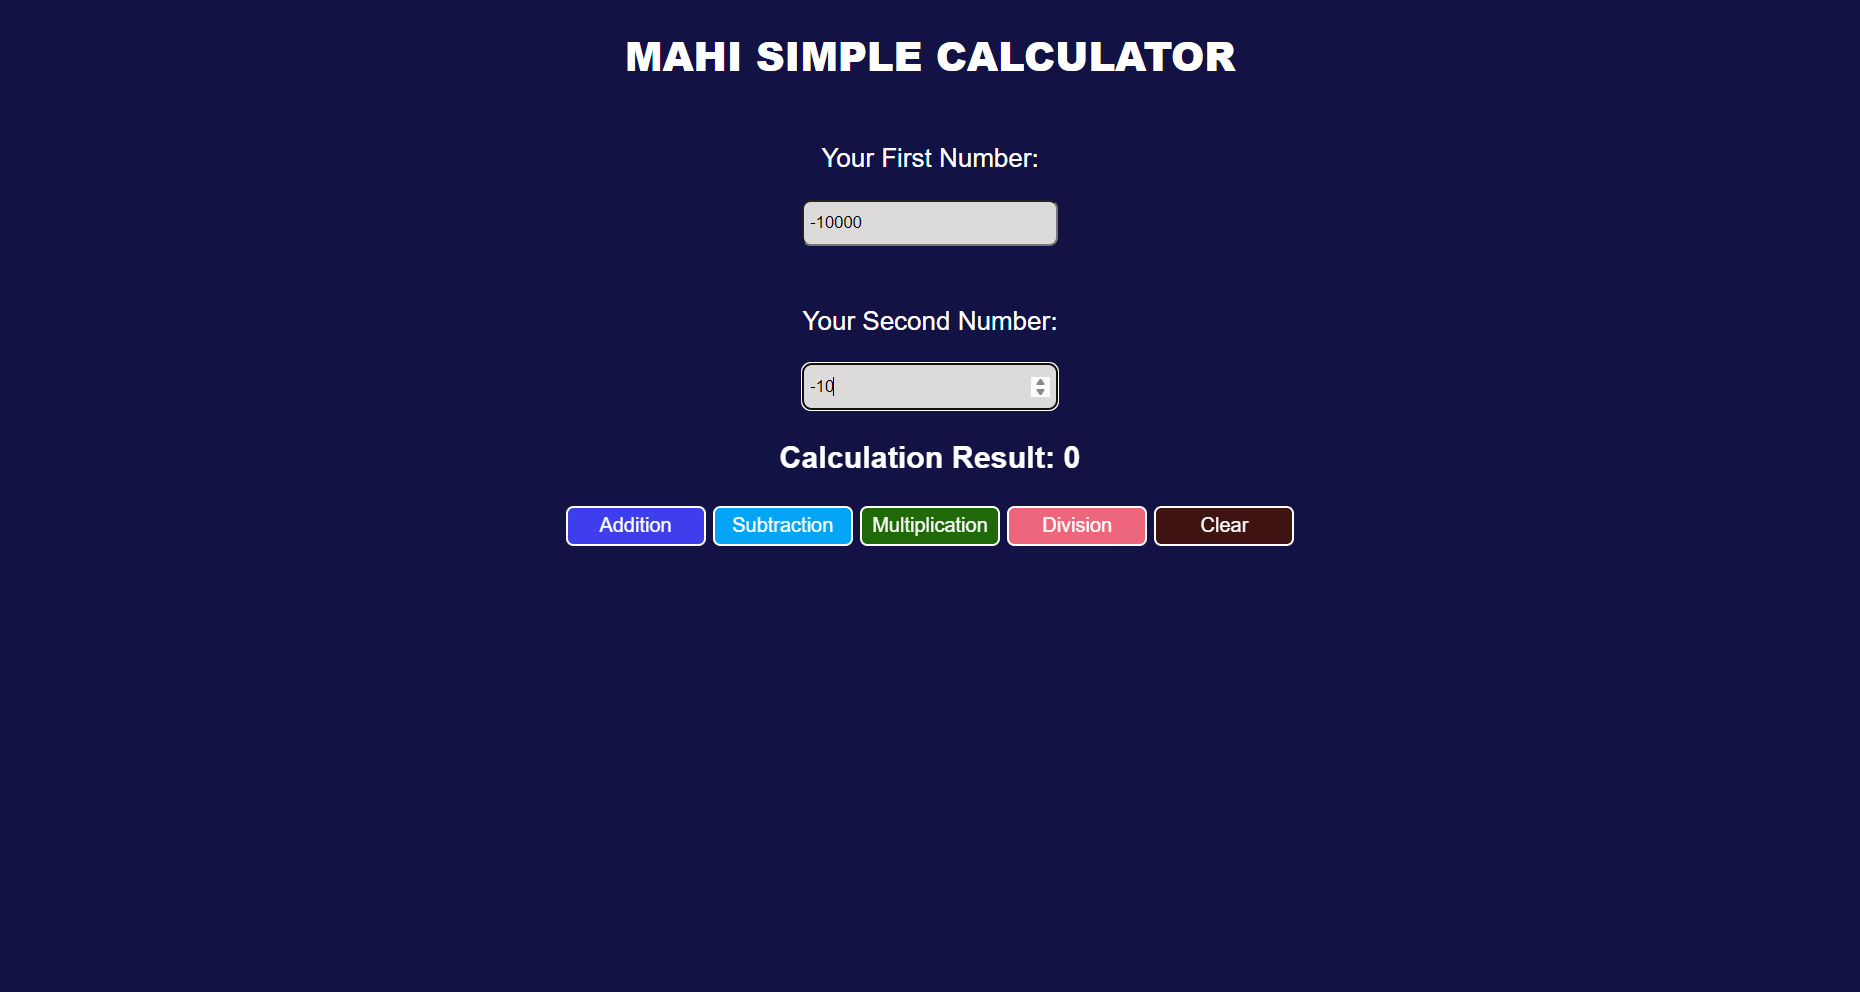 MAHI SIMPLE CALCULATOR
Your First Number:
-10000
Your Second Number:
-10
Calculation Result: 0
Addition Subtraction Multiplication Division Clear